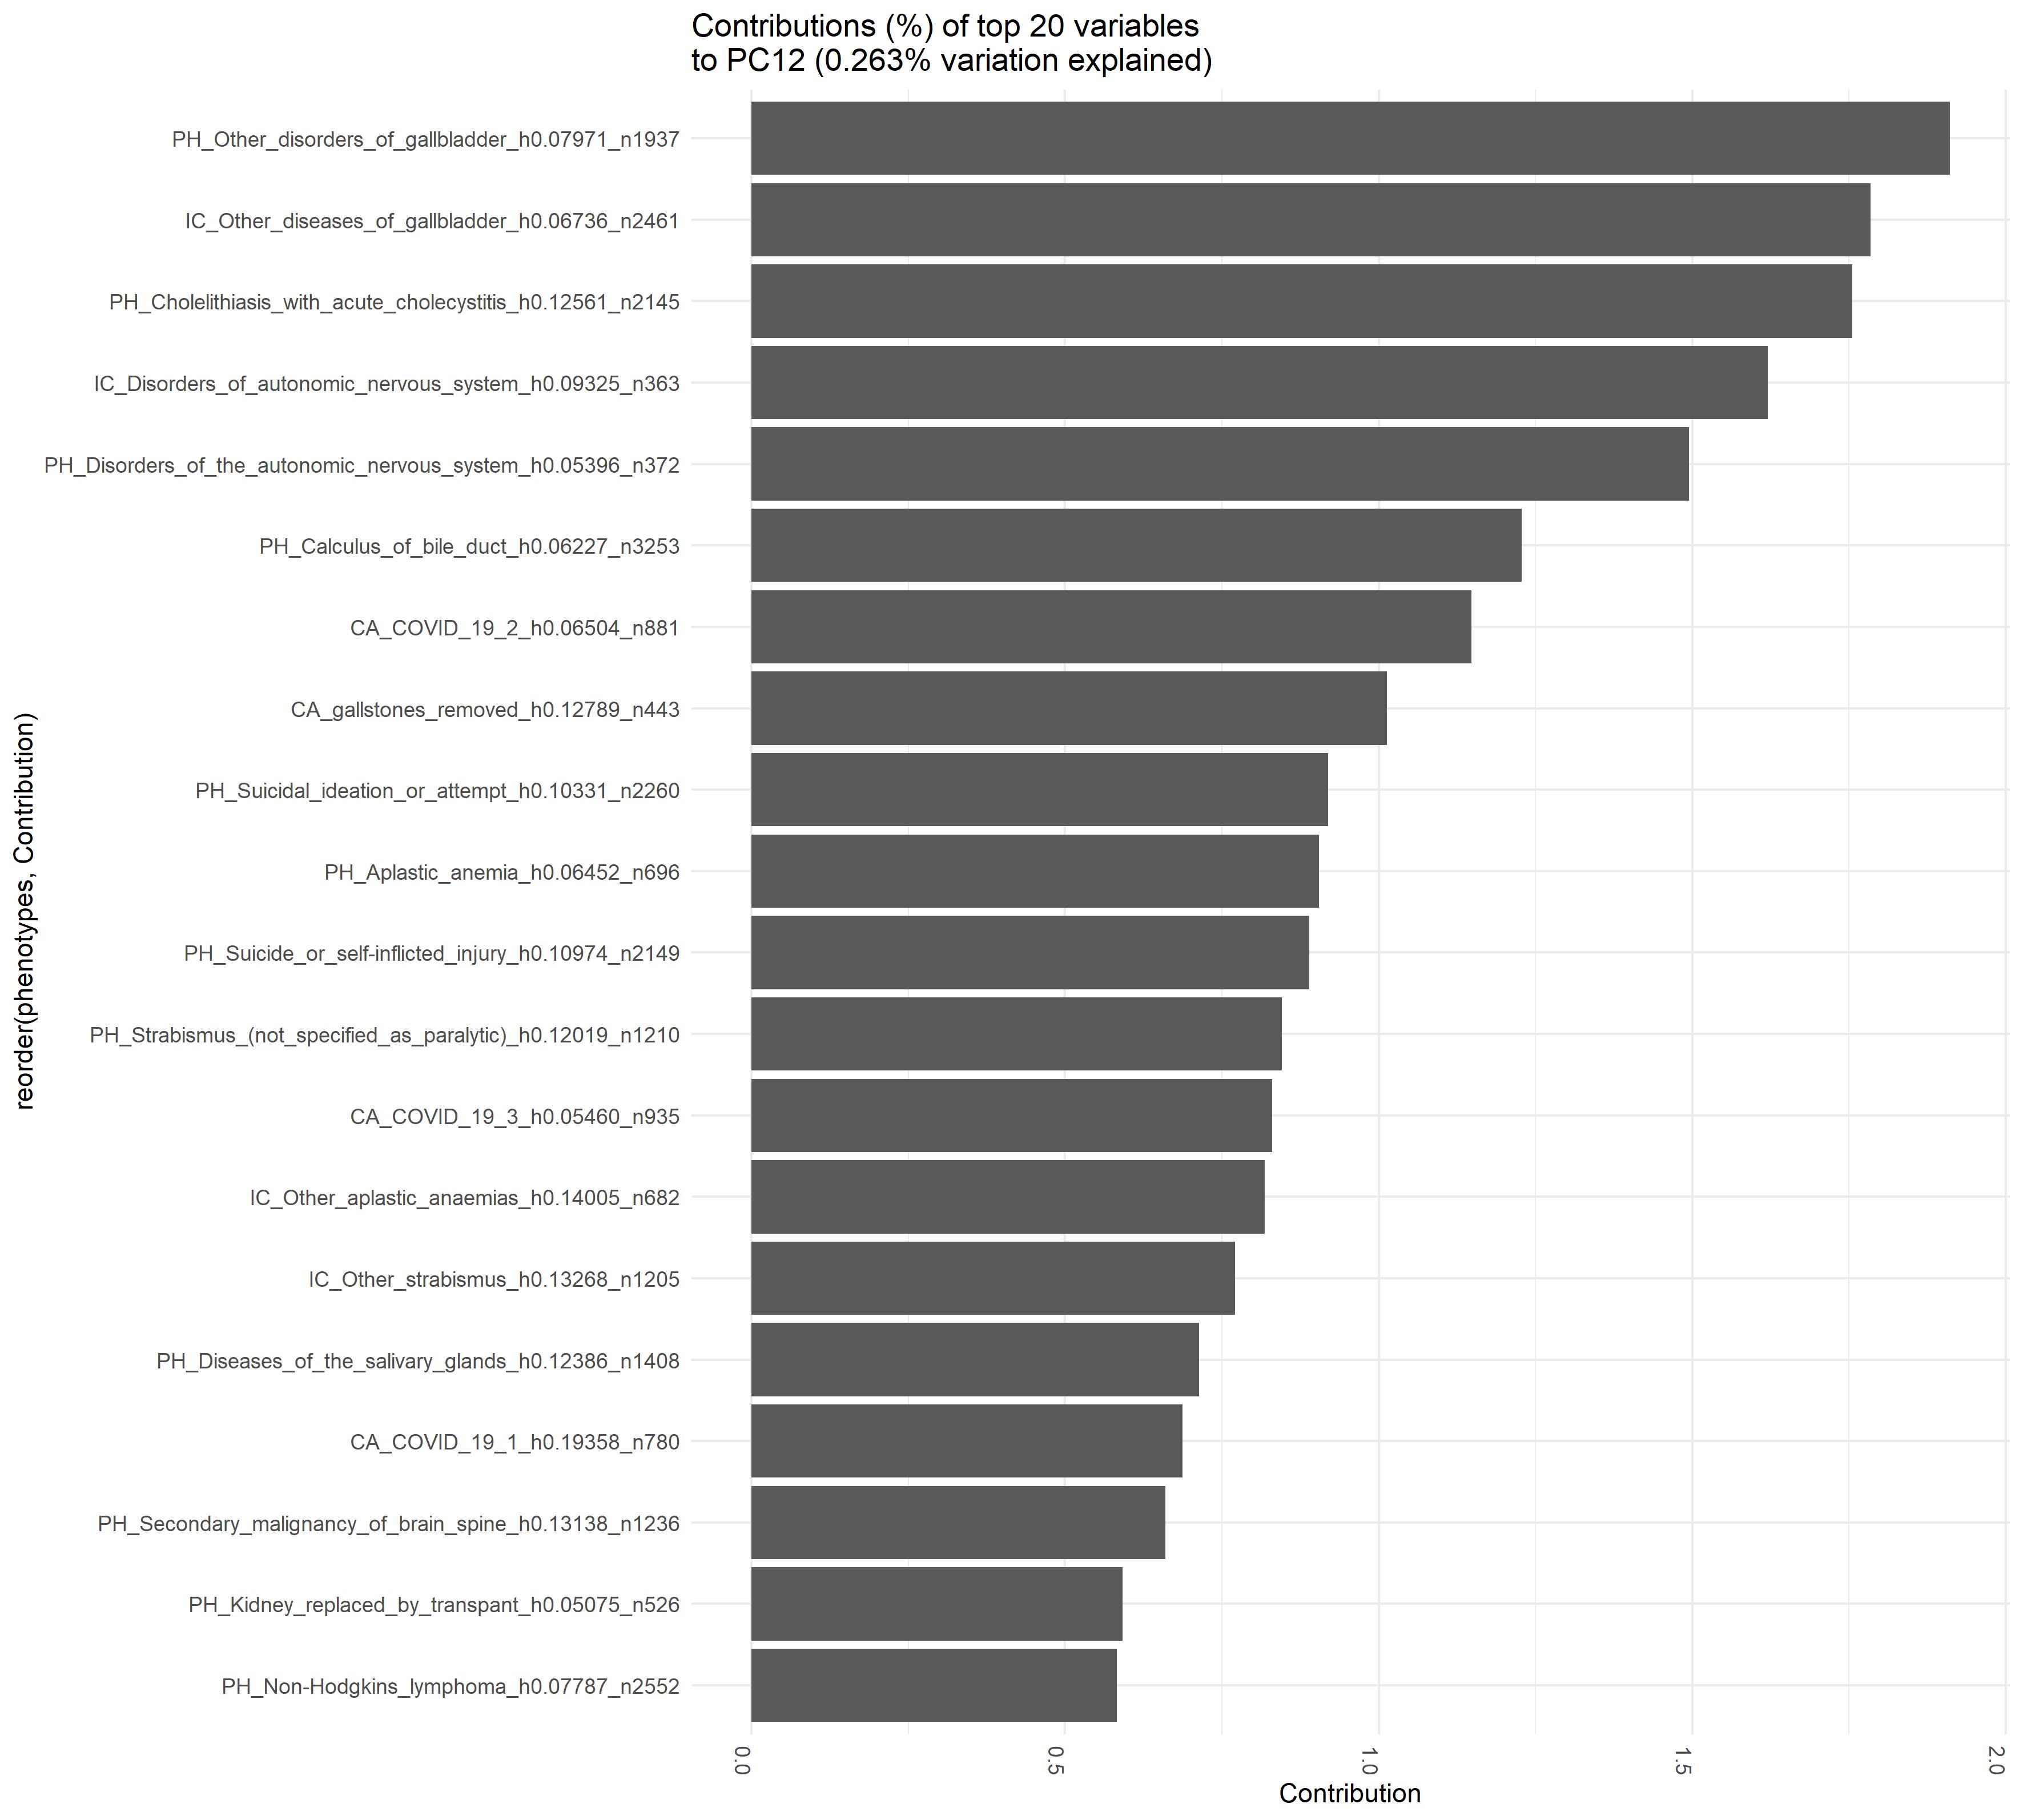 Contributions (%) of top 20 variables
to PC12 (0.263% variation explained)
PH_Other_disorders_of_gallbladder_h0.07971_n1937
IC_Other_diseases_of_gallbladder_h0.06736_n2461
PH_Cholelithiasis_with_acute_cholecystitis_h0.12561_n2145
IC_Disorders_of_autonomic_nervous_system_h0.09325_n363
PH_Disorders_of_the_autonomic_nervous_system_h0.05396_n372
PH_Calculus_of_bile_duct_h0.06227_n3253
CA_COVID_19_2_h0.06504_n881
CA_gallstones_removed_h0.12789_n443
PH_Suicidal_ideation_or_attempt_h0.10331_n2260
PH_Aplastic_anemia_h0.06452_n696
PH_Suicide_or_self-inflicted_injury_h0.10974_n2149
PH_Strabismus_(not_specified_as_paralytic)_h0.12019_n1210
CA_COVID_19_3_h0.05460_n935
IC_Other_aplastic_anaemias_h0.14005_n682
IC_Other_strabismus_h0.13268_n1205
PH_Diseases_of_the_salivary_glands_h0.12386_n1408
CA_COVID_19_1_h0.19358_n780
PH_Secondary_malignancy_of_brain_spine_h0.13138_n1236
PH_Kidney_replaced_by_transpant_h0.05075_n526
PH_Non-Hodgkins_lymphoma_h0.07787_n2552
reorder(phenotypes, Contribution)
0.0
0.5
1.0
1.5
2.0
Contribution